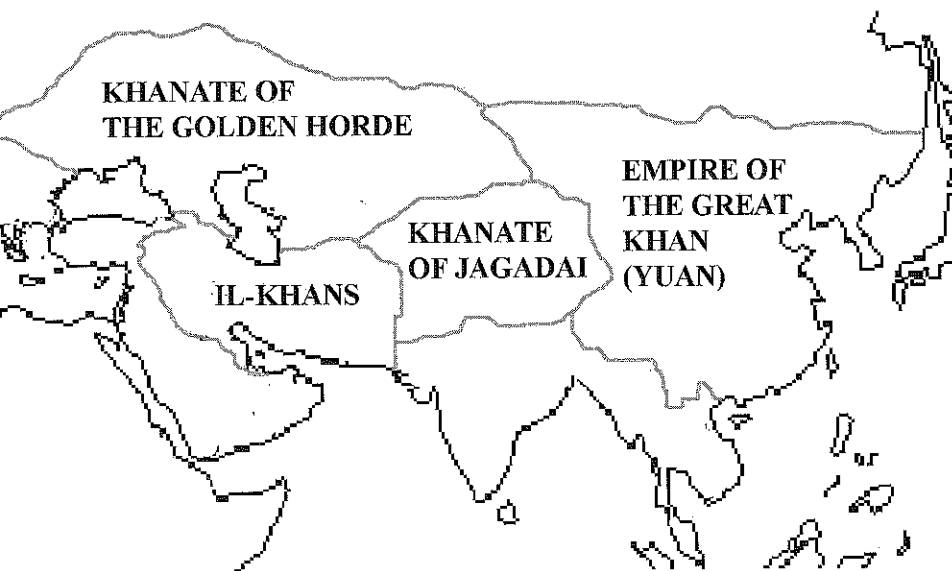 KHANATE OF
THE GOLDEN HORDE
EMPIRE OF
THE GREAT
KHAN
(YUAN)
KHANATE
OF JAGADAI
IL-KHANS